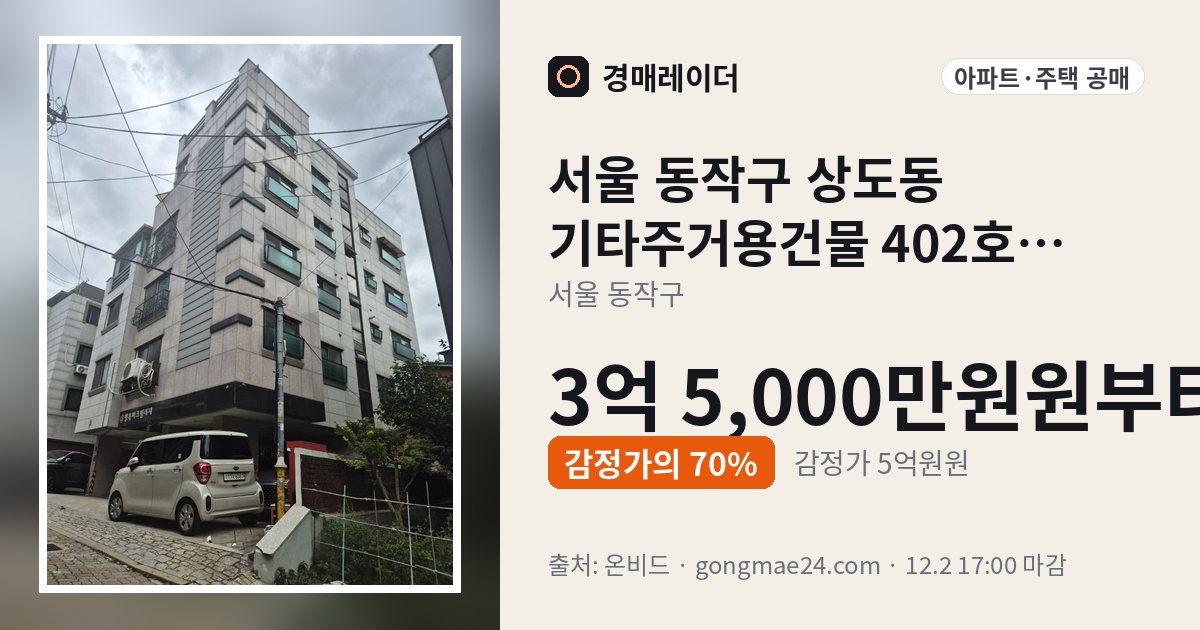 경매레이더
아파트·주택 공매
서울 동작구 상도동
기타주거용건물 402호…
서울 동작구
3억 5,000만원원부터
감정가의 70%
감정가 5억원원
출처: 온비드 · gongmae24.com · 12.2 17:00 마감